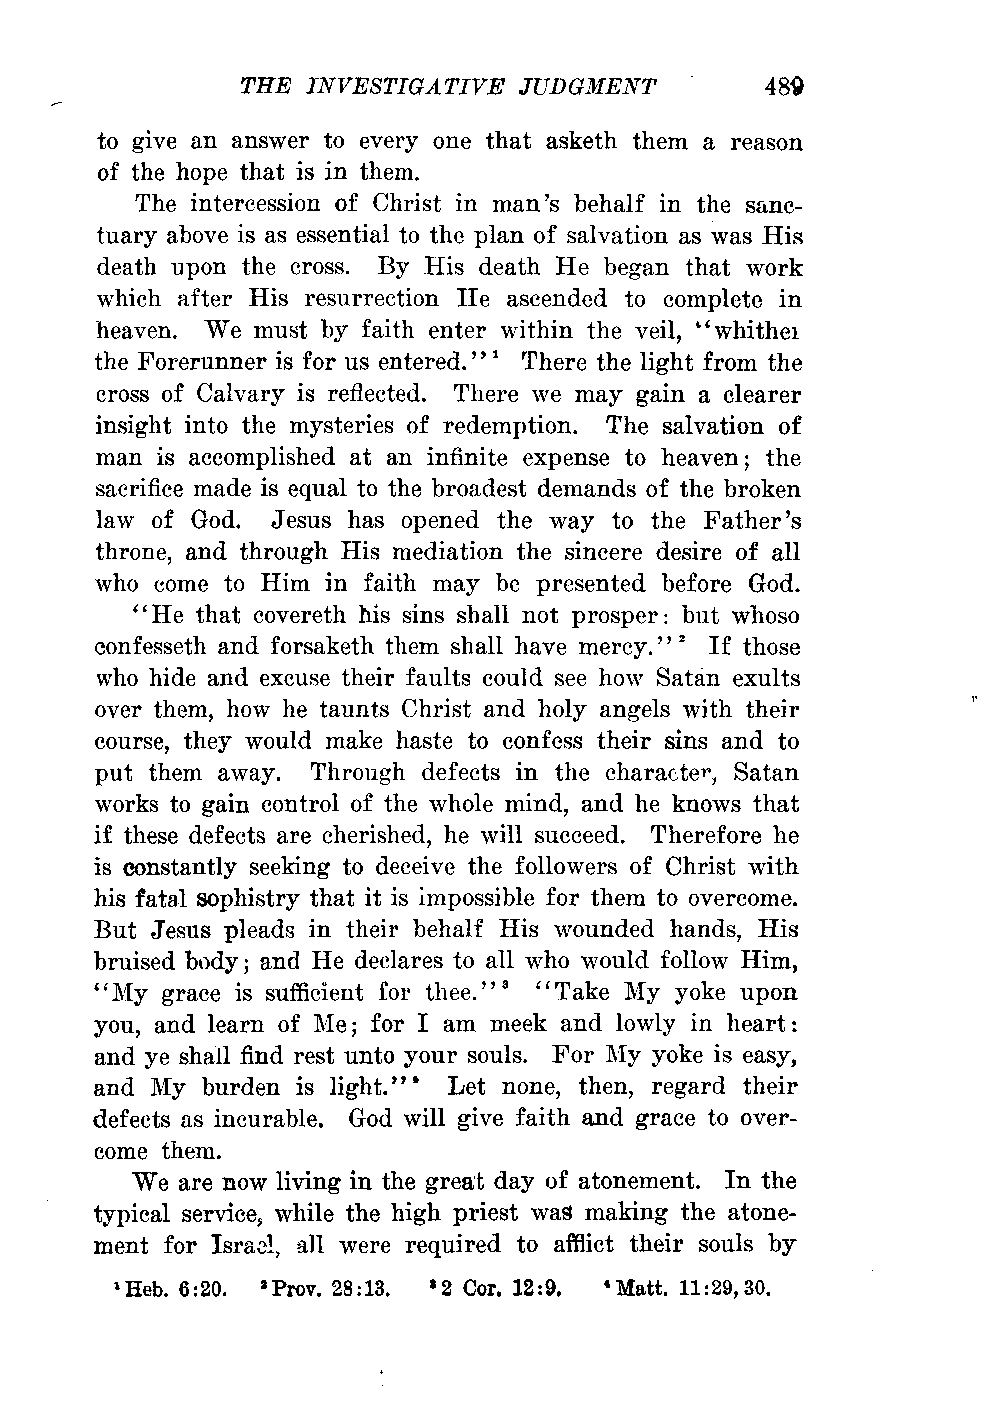 THE INVESTIGATIVE JUDGMENT 489
to give an answer to every one that asketh them a reason
of the hope that is in them.
The intercession of Christ in man's behalf in the sanc-
tuary above is as essential to the plan of salvation as was His
death upon the cross. By His death He began that work
which after His resurrection He ascended to complete in
heaven. We must by faith enter within the veil, "whither
the Forerunner is for us entered."¹ There the light from the
cross of Calvary is reflected. There we may gain a clearer
insight into the mysteries of redemption. The salvation of
man is accomplished at an infinite expense to heaven; the
sacrifice made is equal to the broadest demands of the broken
law of God. Jesus has opened the way to the Father's
throne, and through His mediation the sincere desire of all
who come to Him in faith may be presented before God.
"He that covereth his sins shall not prosper: but whoso
confesseth and forsaketh them shall have mercy."² If those
who hide and excuse their faults could see how Satan exults
over them, how he taunts Christ and holy angels with their
course, they would make haste to confess their sins and to
put them away. Through defects in the character, Satan
works to gain control of the whole mind, and he knows that
if these defects are cherished, he will succeed. Therefore he
is constantly seeking to deceive the followers of Christ with
his fatal sophistry that it is impossible for them to overcome.
But Jesus pleads in their behalf His wounded hands, His
bruised body; and He declares to all who would follow Him,
"My grace is sufficient for thee."³ "Take My yoke upon
you, and learn of Me; for I am meek and lowly in heart:
and ye shall find rest unto your souls. For My yoke is easy,
and My burden is light."⁴ Let none, then, regard their
defects as incurable. God will give faith and grace to over-
come them.
We are now living in the great day of atonement. In the
typical service, while the high priest was making the atone-
ment for Israel, all were required to afflict their souls by
¹Heb. 6:20. ²Prov. 28:13. ³2 Cor. 12:9. ⁴Matt. 11:29, 30.